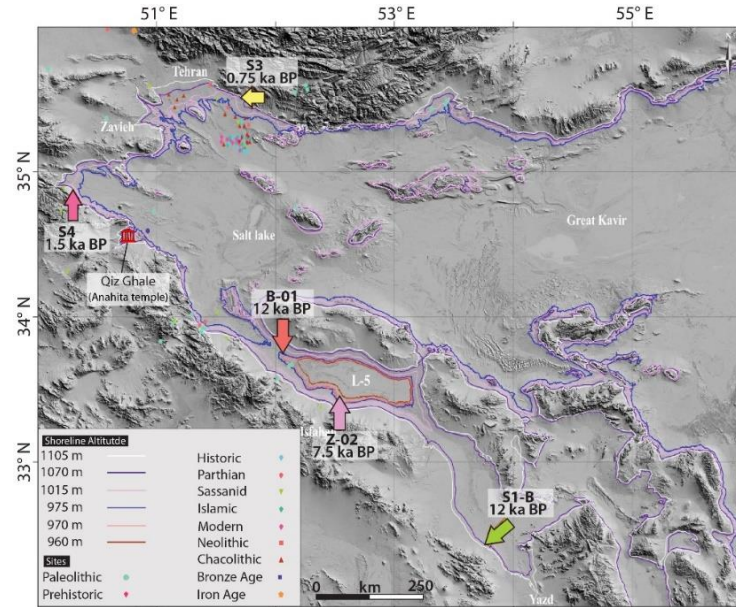 51°E
53°E
55°E
N
S3
0.75 ka BP
Tehran
Zavieh
35°N
Great Kavir
S4
1.5 ka BP
Salt lake
Qiz Ghale
(Anahita temple)
B-01
12 ka BP
34°N
L-5
Z-02
7.5 ka BP
33°N
S1-B
12 ka BP
Yazd
Shoreline Altitutde
1105 m
1070 m
1015 m
975 m
970 m
960 m
Sites
Paleolithic
Prehistoric
Historic
Parthian
Sassanid
Islamic
Modern
Neolithic
Chacolithic
Bronze Age
Iron Age
0 km 250